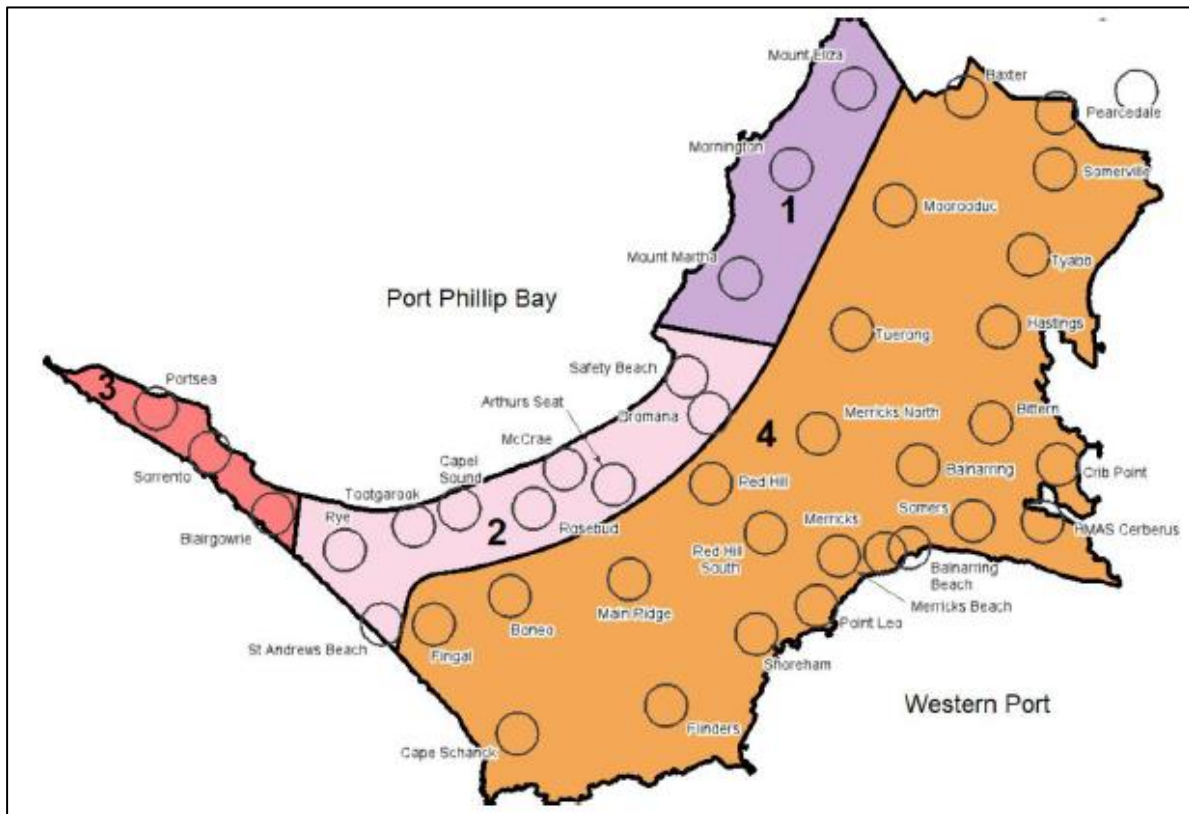 Mount Eliza
Baxter
Pearcedale
Mornington
Somerville
1
Moorooduc
Mount Martha
Tyabb
Port Phillip Bay
Tuerong
Hastings
Safety Beach
Portsea
3
Arthurs Seat
Dromana
Merricks North
Bittern
4
McCrae
Capel
Sound
Balnarring
Crib Point
Sorrento
Tootgarook
Red Hill
Rye
2
Rosebud
Merricks
Somers
HMAS Cerberus
Blairgowrie
Red Hill
South
Balnarring
Beach
Merricks Beach
Main Ridge
Boneo
Point Leo
St Andrews Beach
Fingal
Shoreham
Western Port
Flinders
Cape Schanck